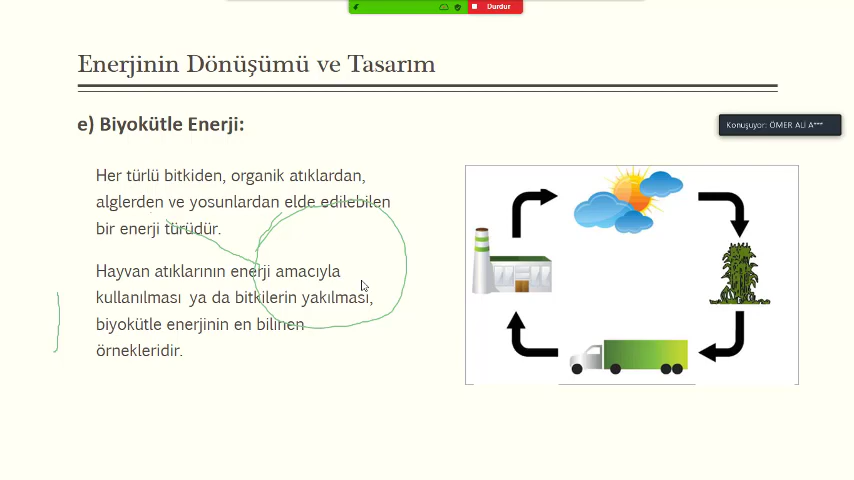 Durdur
Enerjinin Dönüşümü ve Tasarım
e) Biyokütle Enerji:
Konuşuyor: ÖMER ALİ A***
Her türlü bitkiden, organik atıklardan,
alglerden ve yosunlardan elde edilebilen
bir enerji türüdür.
Hayvan atıklarının enerji amacıyla
kullanılması ya da bitkilerin yakılması,
biyokütle enerjinin en bilinen
örnekleridir.